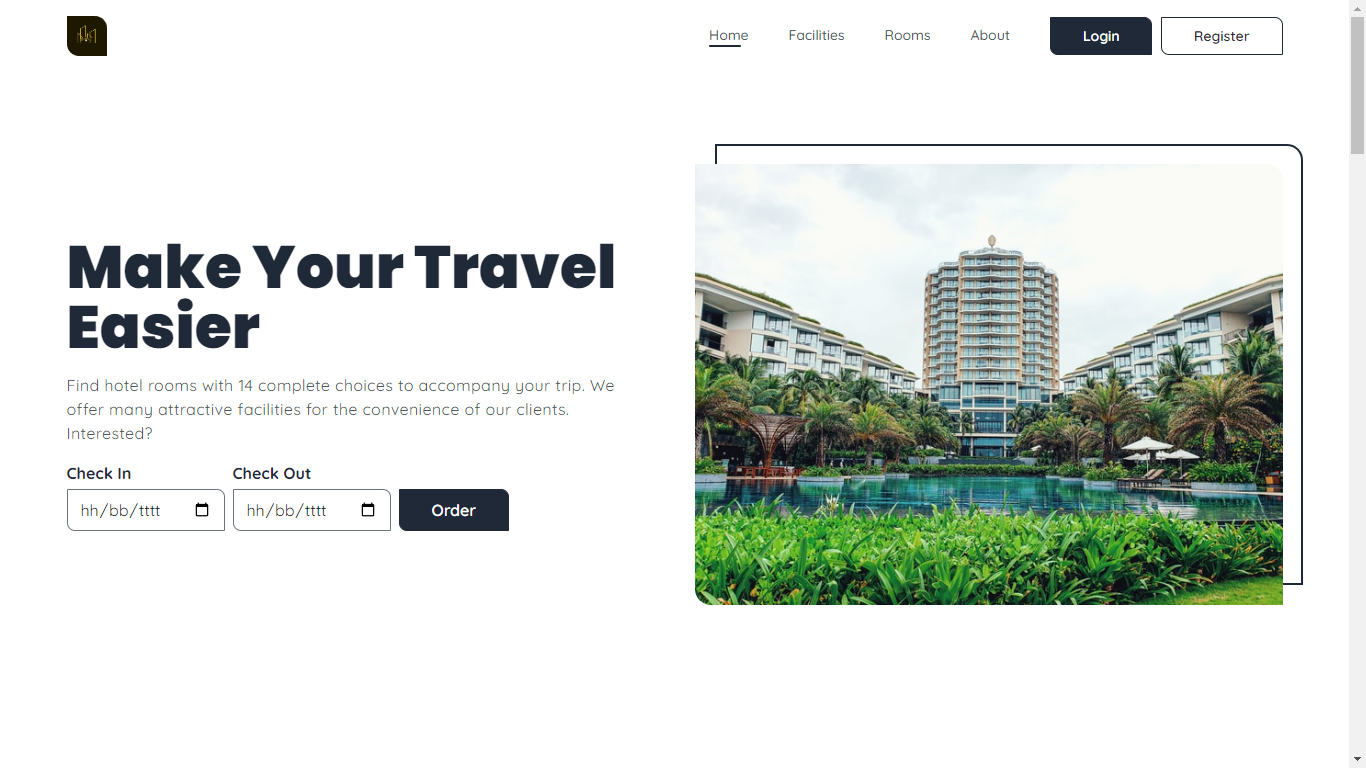 Home Facilities Rooms About Login Register
Make Your Travel
Easier
Find hotel rooms with 14 complete choices to accompany your trip. We
offer many attractive facilities for the convenience of our clients.
Interested?
Check In Check Out
hh/bb/tttt hh/bb/tttt Order